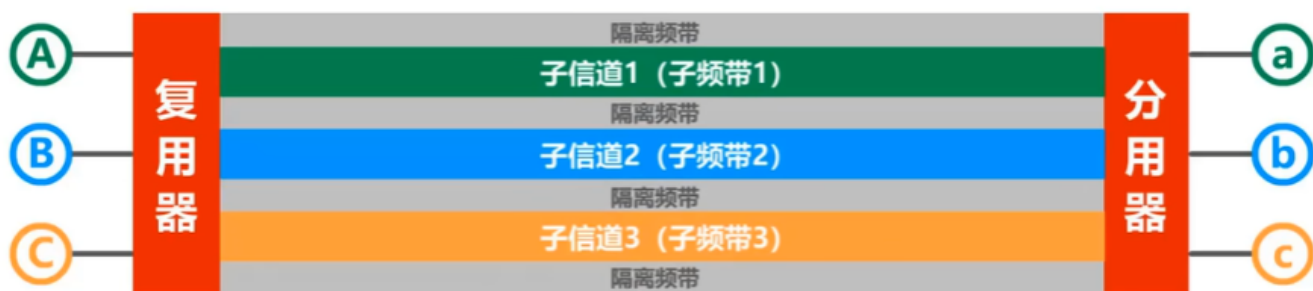 隔离频带
A
子信道1（子频带1）
a
隔离频带
复用器
分用器
B
子信道2（子频带2）
b
隔离频带
C
子信道3（子频带3）
c
隔离频带